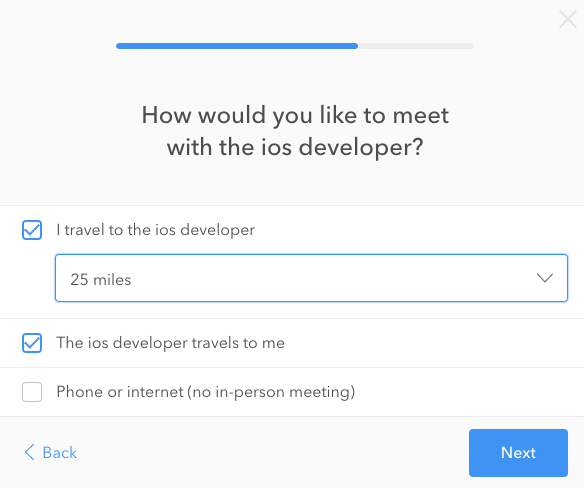 How would you like to meet
with the ios developer?
I travel to the ios developer
25 miles
The ios developer travels to me
Phone or internet (no in-person meeting)
Back
Next